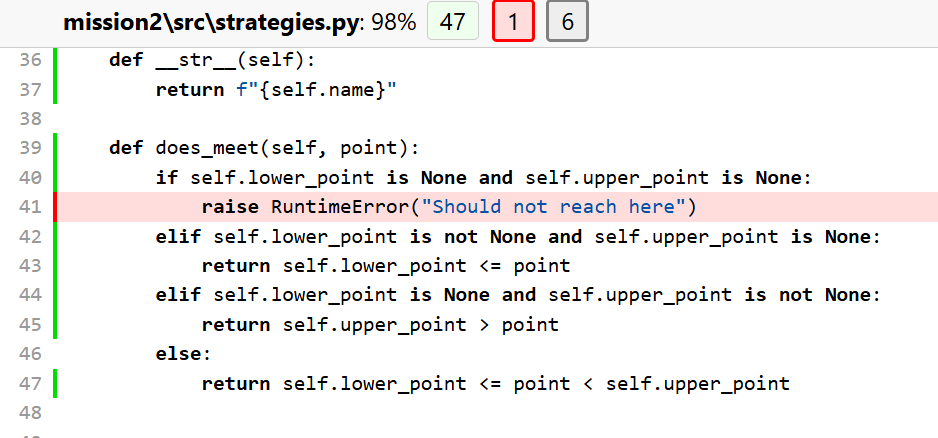 mission2\src\strategies.py: 98% 47 1 6
36     def __str__(self):
37         return f"{self.name}"
38
39     def does_meet(self, point):
40         if self.lower_point is None and self.upper_point is None:
41             raise RuntimeError("Should not reach here")
42         elif self.lower_point is not None and self.upper_point is None:
43             return self.lower_point <= point
44         elif self.lower_point is None and self.upper_point is not None:
45             return self.upper_point > point
46         else:
47             return self.lower_point <= point < self.upper_point
48